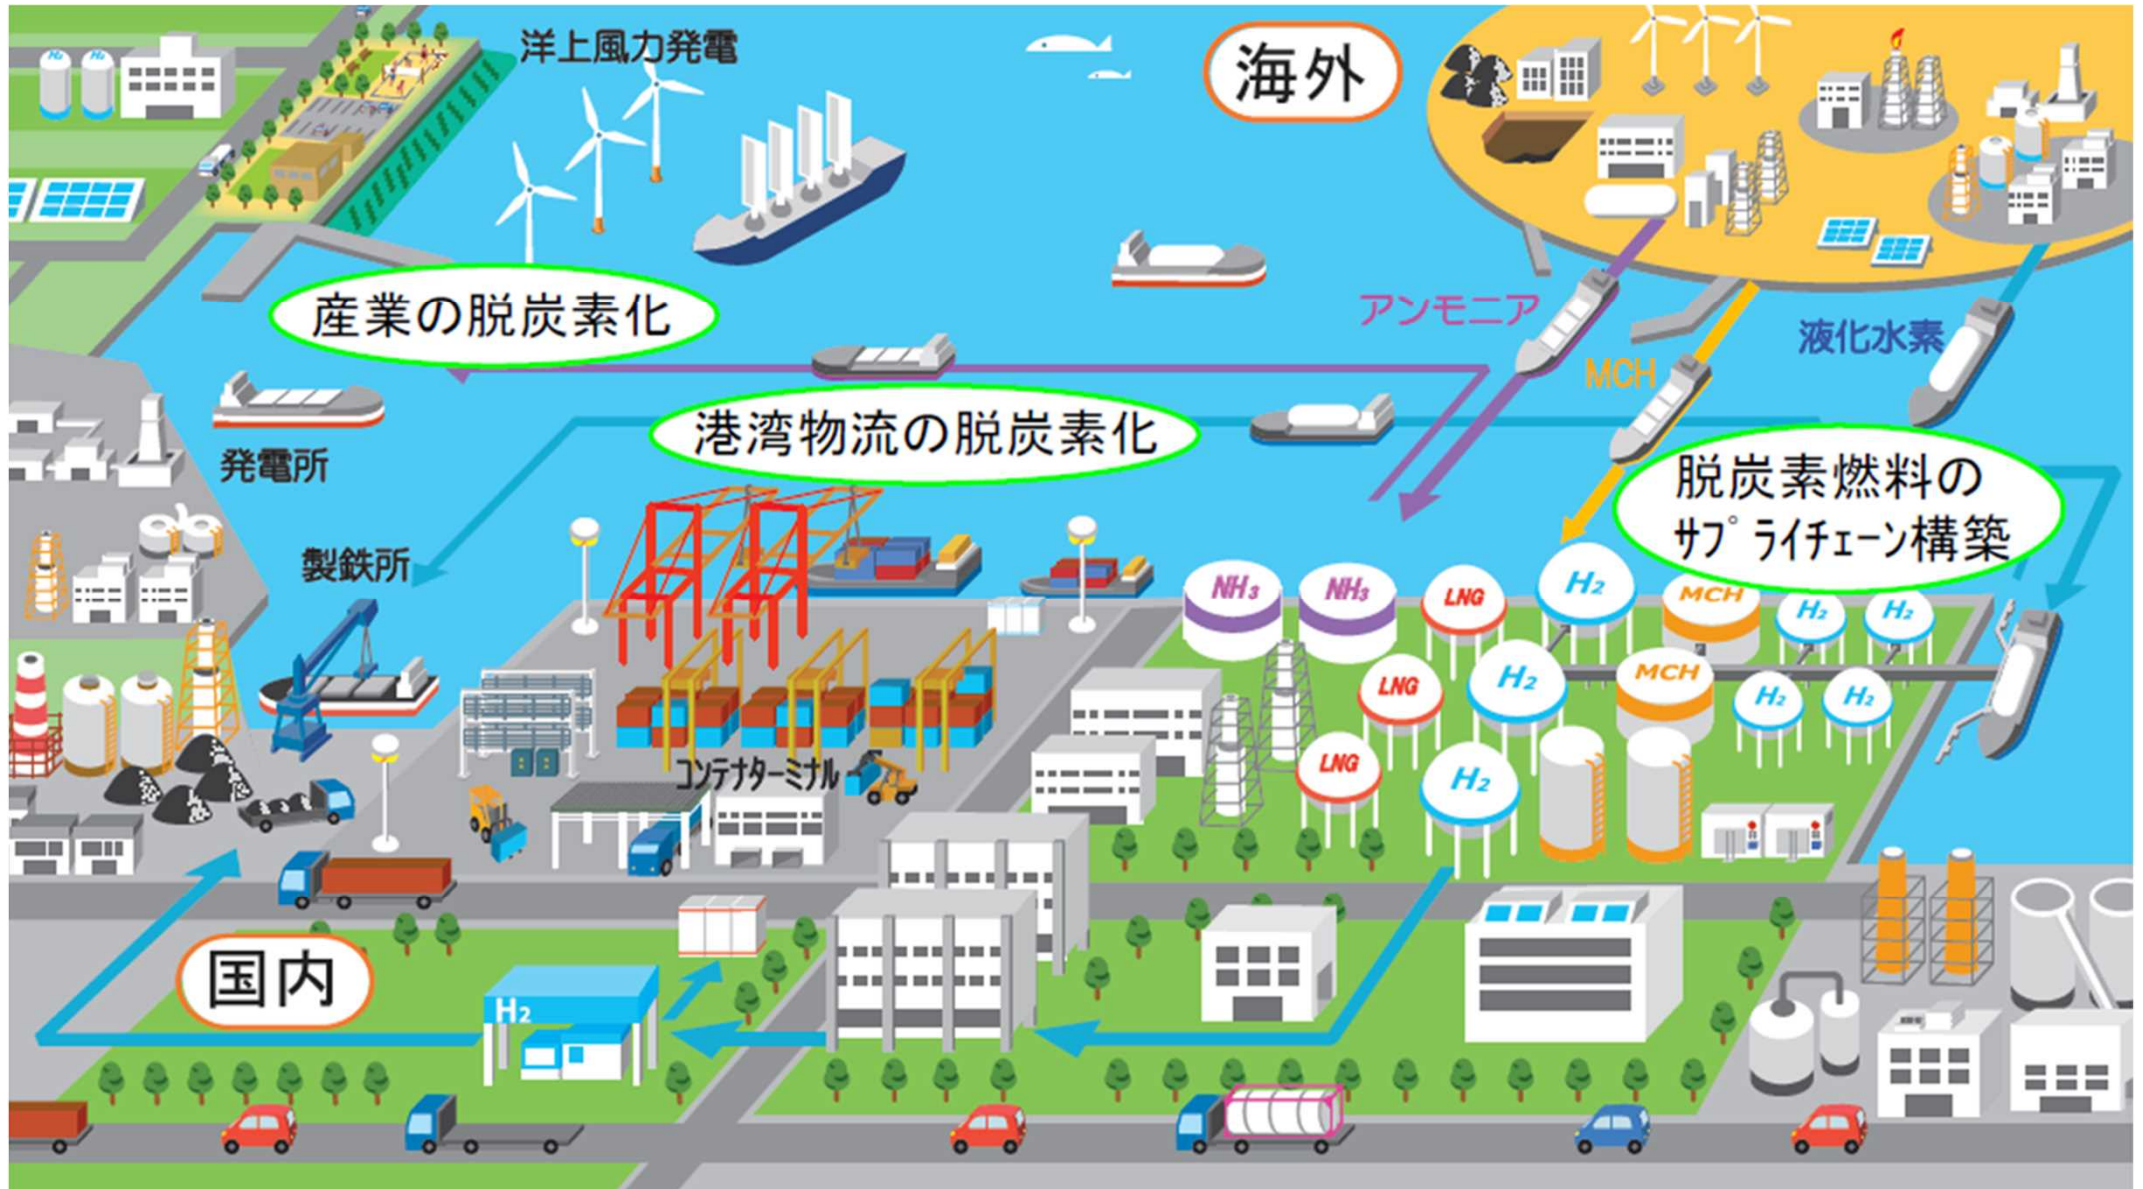 洋上風力発電
海外
H₂
H₂
産業の脱炭素化
アンモニア
MCH
液化水素
港湾物流の脱炭素化
発電所
脱炭素燃料の
ｻﾌﾟﾗｲﾁｪｰﾝ構築
製鉄所
NH₃
NH₃
LNG
H₂
MCH
H₂
H₂
LNG
H₂
MCH
H₂
H₂
LNG
H₂
ｺﾝﾃﾅﾀｰﾐﾅﾙ
国内
H₂